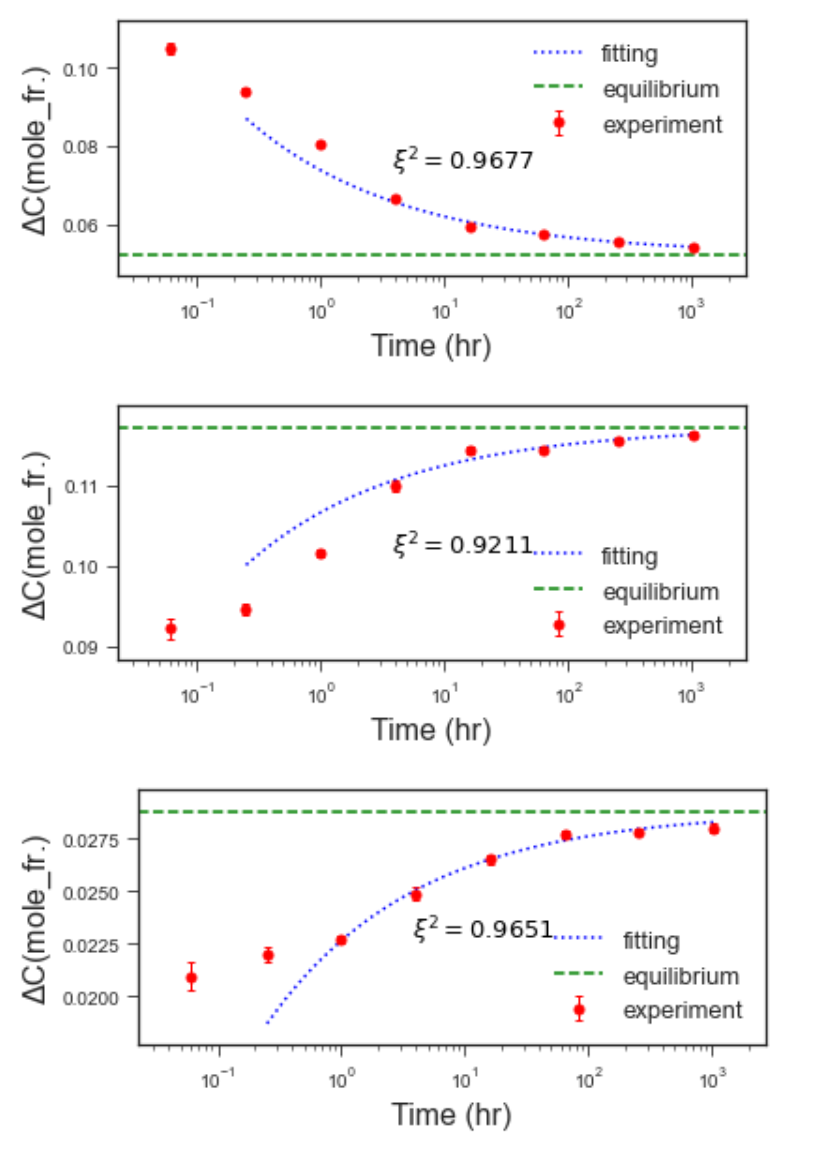 0.10
0.08
0.06
ΔC(mole_fr.)
fitting
equilibrium
experiment
ξ² = 0.9677
10⁻¹ 10⁰ 10¹ 10² 10³
Time (hr)
0.11
0.10
0.09
ΔC(mole_fr.)
ξ² = 0.9211
fitting
equilibrium
experiment
10⁻¹ 10⁰ 10¹ 10² 10³
Time (hr)
0.0275
0.0250
0.0225
0.0200
ΔC(mole_fr.)
ξ² = 0.9651
fitting
equilibrium
experiment
10⁻¹ 10⁰ 10¹ 10² 10³
Time (hr)